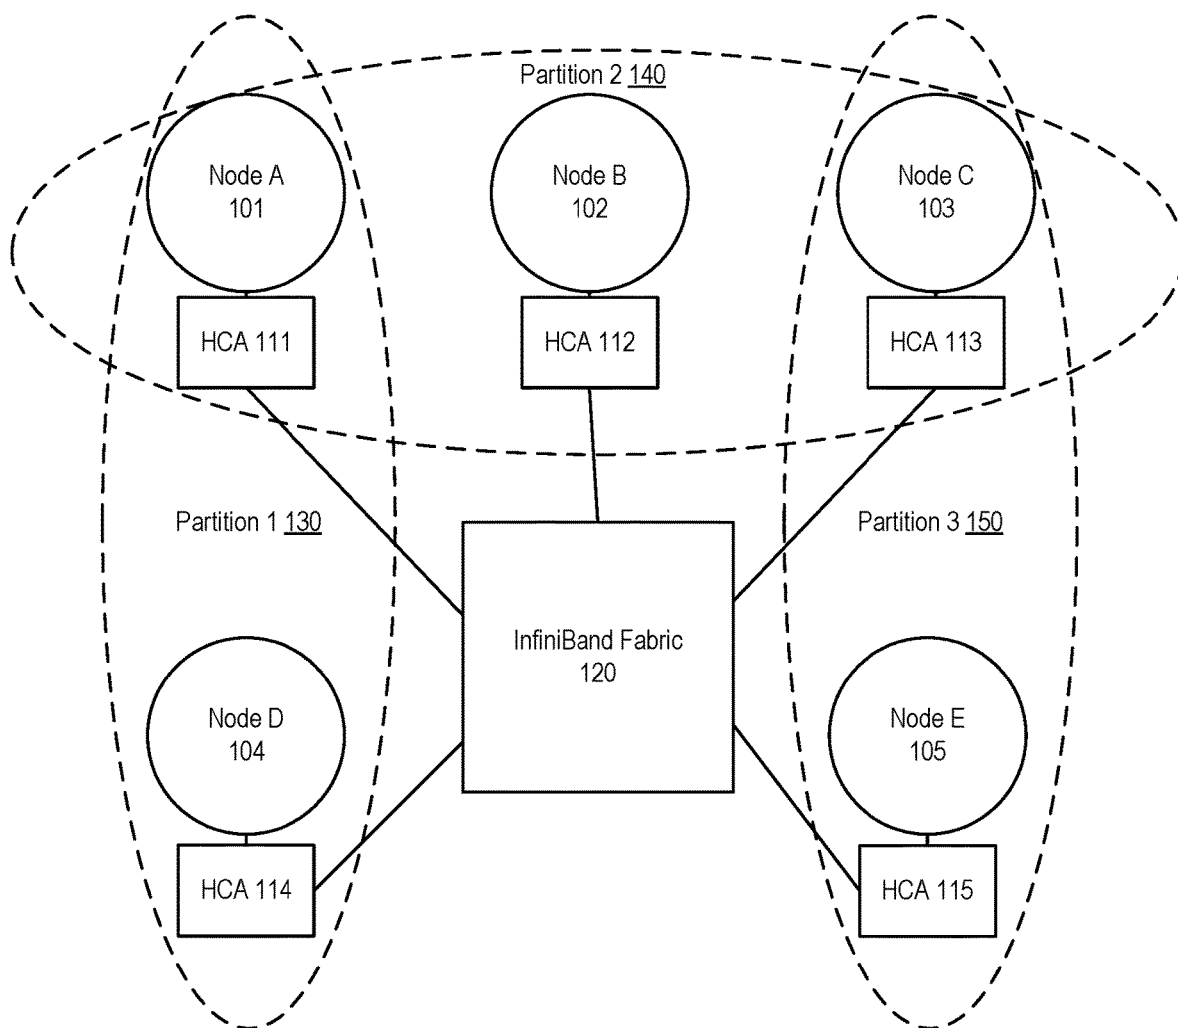 Partition 2 140
Node A
101
Node B
102
Node C
103
HCA 111
HCA 112
HCA 113
Partition 1 130
Partition 3 150
InfiniBand Fabric
120
Node D
104
Node E
105
HCA 114
HCA 115